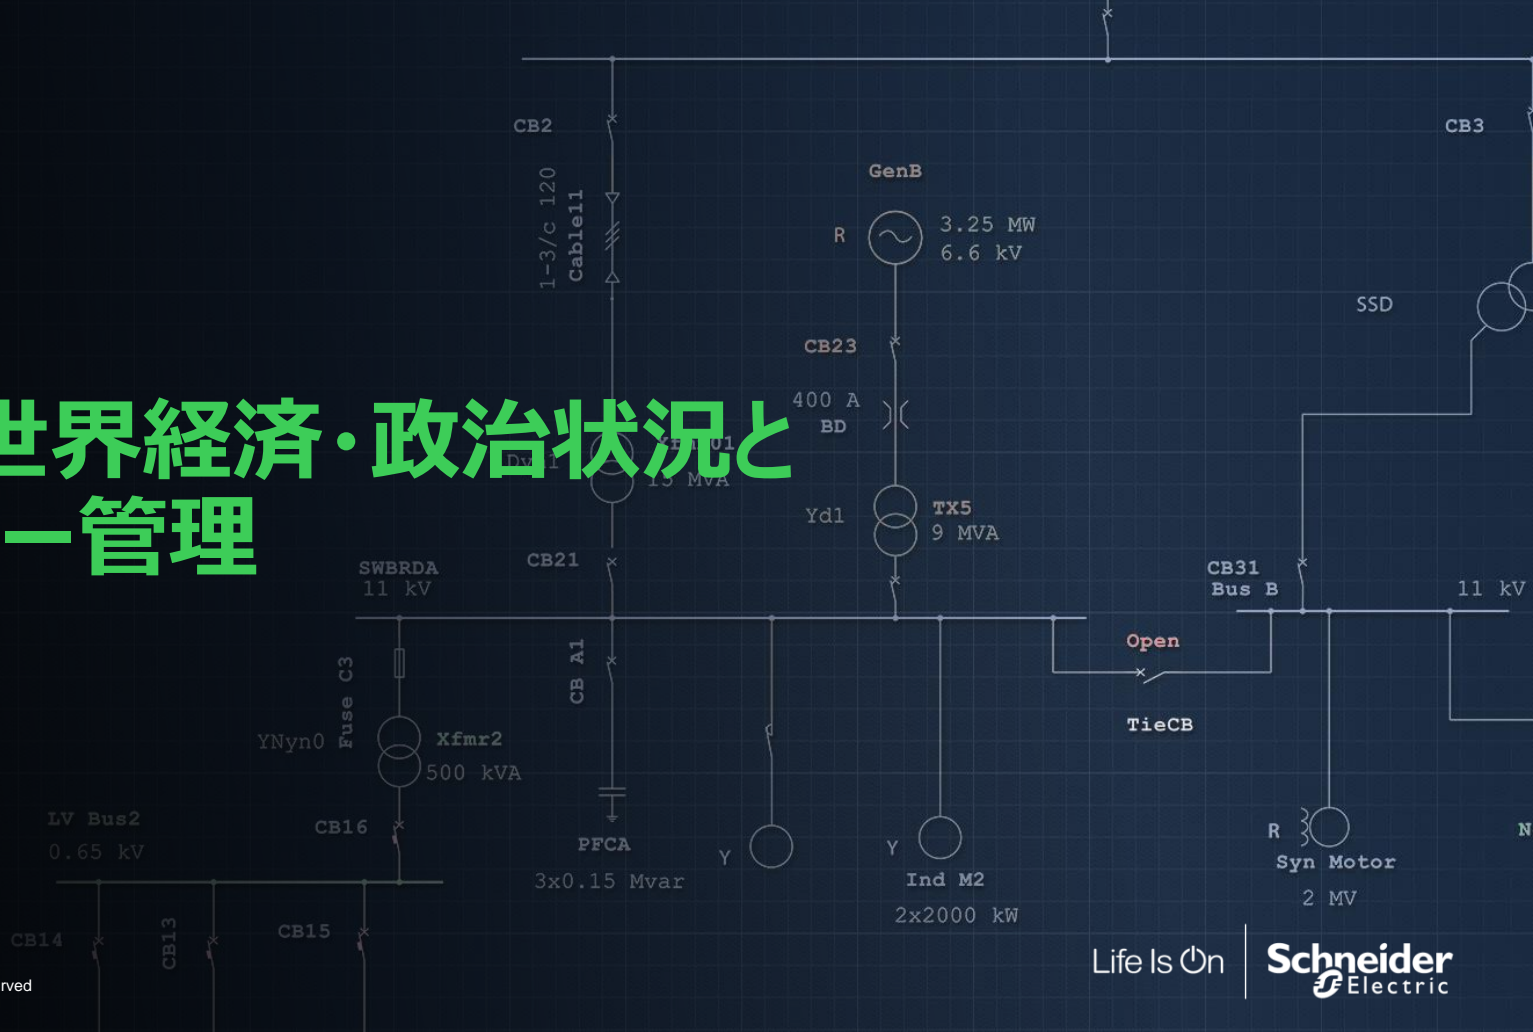 CB2
CB3
GenB
1-3/c 120
Cable11
R
3.25 MW
6.6 kV
SSD
CB23
400 A
BD
世界経済・政治状況と
ー管理
15 MVA
Yd1
TX5
9 MVA
CB21
SWBRDA
11 kV
CB31
Bus B
11 kV
Open
CB A1
Fuse C3
TieCB
YNyn0
Xfmr2
500 kVA
LV Bus2
0.65 kV
CB16
PFCA
3x0.15 Mvar
Y
Y
Ind M2
2x2000 kW
R
Syn Motor
2 MV
N
CB14
CB13
CB15
Life Is On
Schneider
Electric
rved